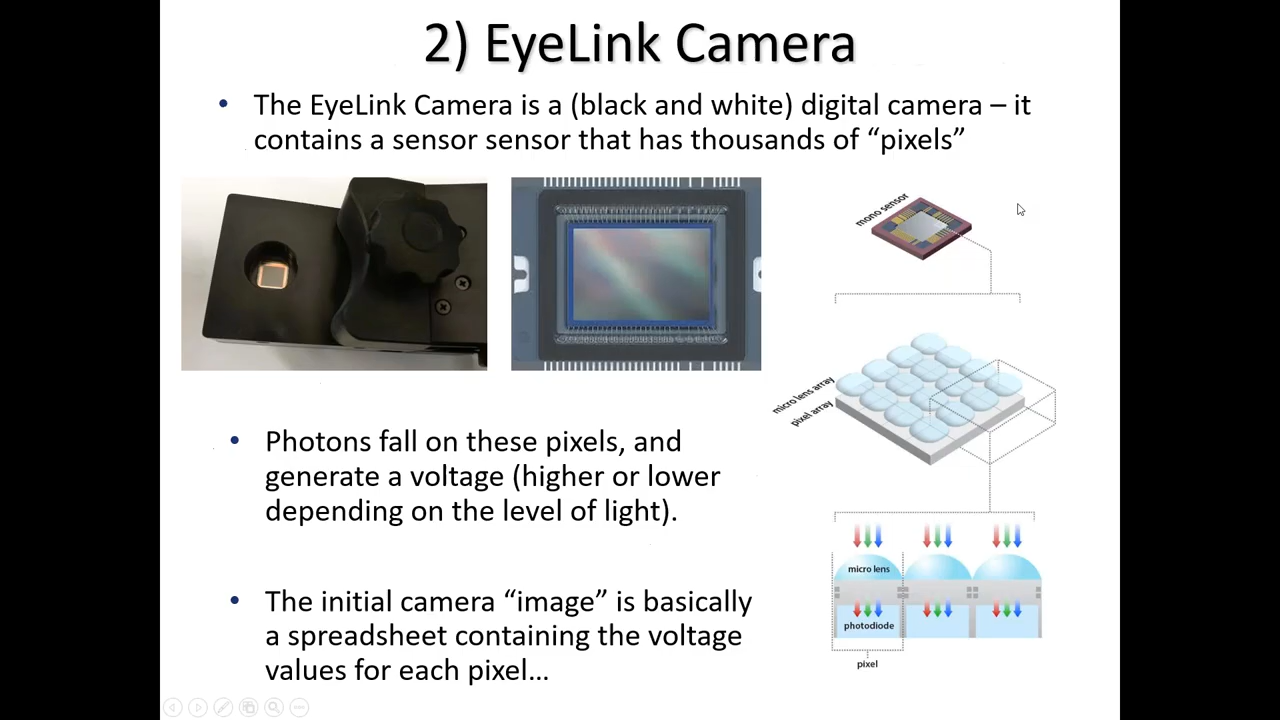 2) EyeLink Camera
• The EyeLink Camera is a (black and white) digital camera – it
contains a sensor sensor that has thousands of “pixels”
mono sensor
micro lens array
pixel array
• Photons fall on these pixels, and
generate a voltage (higher or lower
depending on the level of light).
micro lens
photodiode
pixel
• The initial camera “image” is basically
a spreadsheet containing the voltage
values for each pixel…